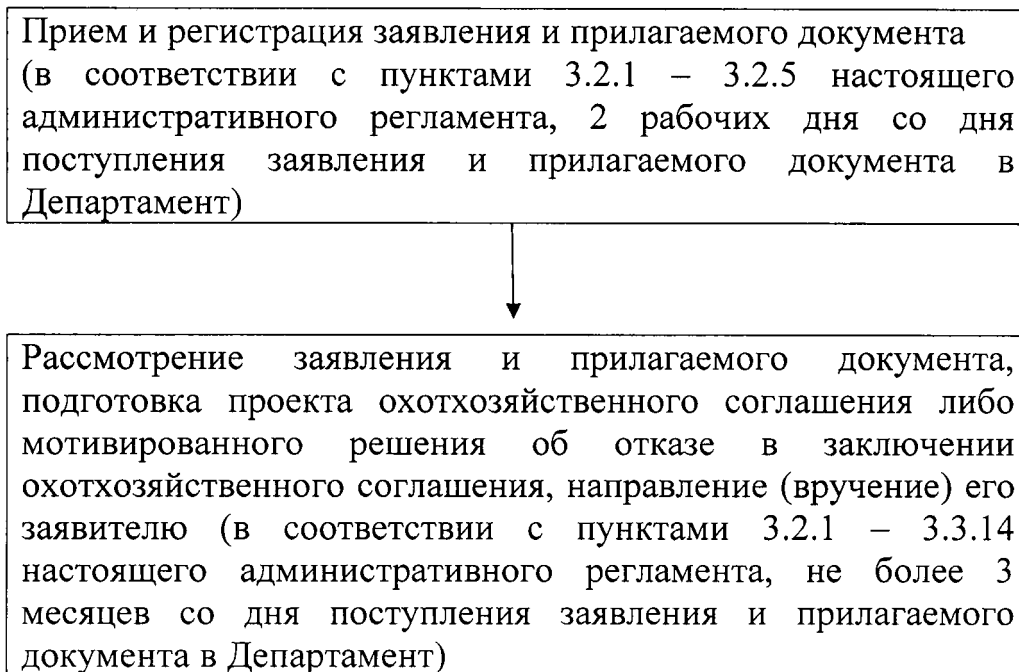 Прием и регистрация заявления и прилагаемого документа
(в соответствии с пунктами 3.2.1 – 3.2.5 настоящего
административного регламента, 2 рабочих дня со дня
поступления заявления и прилагаемого документа в
Департамент)
Рассмотрение заявления и прилагаемого документа,
подготовка проекта охотхозяйственного соглашения либо
мотивированного решения об отказе в заключении
охотхозяйственного соглашения, направление (вручение) его
заявителю (в соответствии с пунктами 3.2.1 – 3.3.14
настоящего административного регламента, не более 3
месяцев со дня поступления заявления и прилагаемого
документа в Департамент)